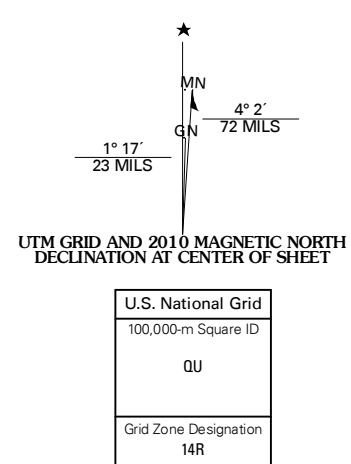 ★
MN
4° 2´
72 MILS
GN
1° 17´
23 MILS
UTM GRID AND 2010 MAGNETIC NORTH
DECLINATION AT CENTER OF SHEET
U.S. National Grid
100,000-m Square ID
QU
Grid Zone Designation
14R